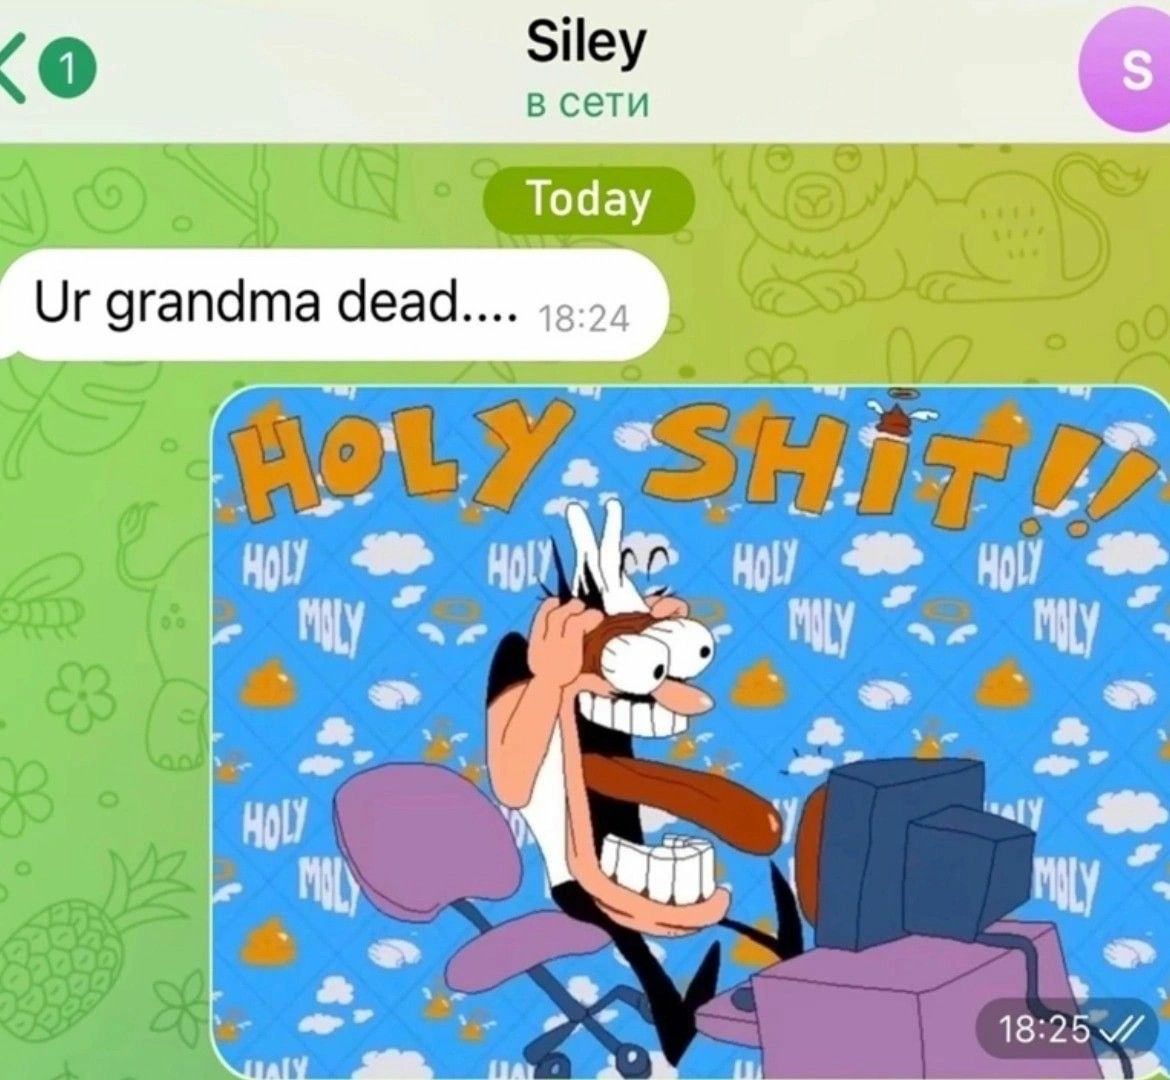 1
Siley
в сети
S
Today
Ur grandma dead.... 18:24
HOLY SHiT!!
HOLY HOLY HOLY HOLY
MOLY MOLY MOLY
HOLY
MOLY MOLY
18:25